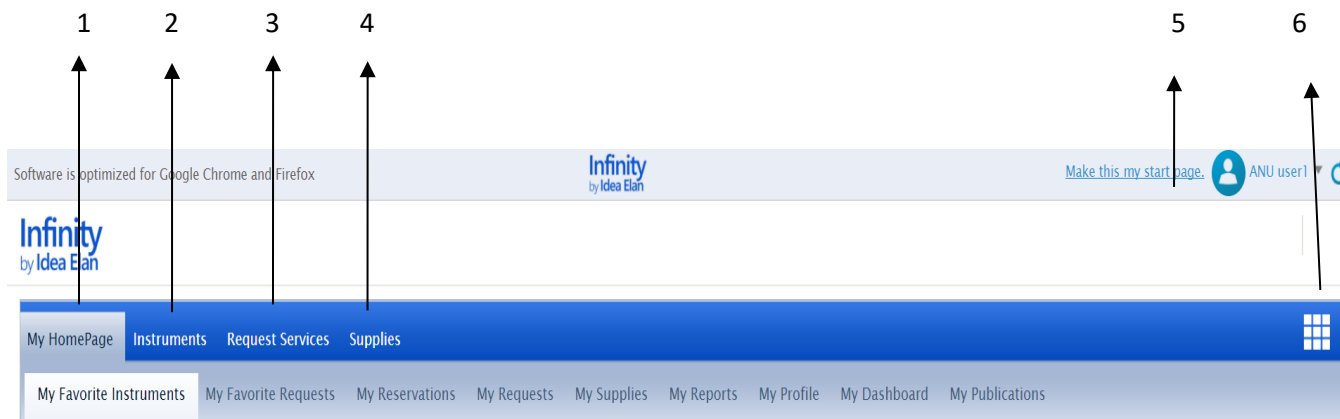 1 2 3 4 5 6
Software is optimized for Google Chrome and Firefox Infinity by Idea Elan Make this my start page. ANU user1
Infinity
by Idea Elan
My HomePage Instruments Request Services Supplies
My Favorite Instruments My Favorite Requests My Reservations My Requests My Supplies My Reports My Profile My Dashboard My Publications